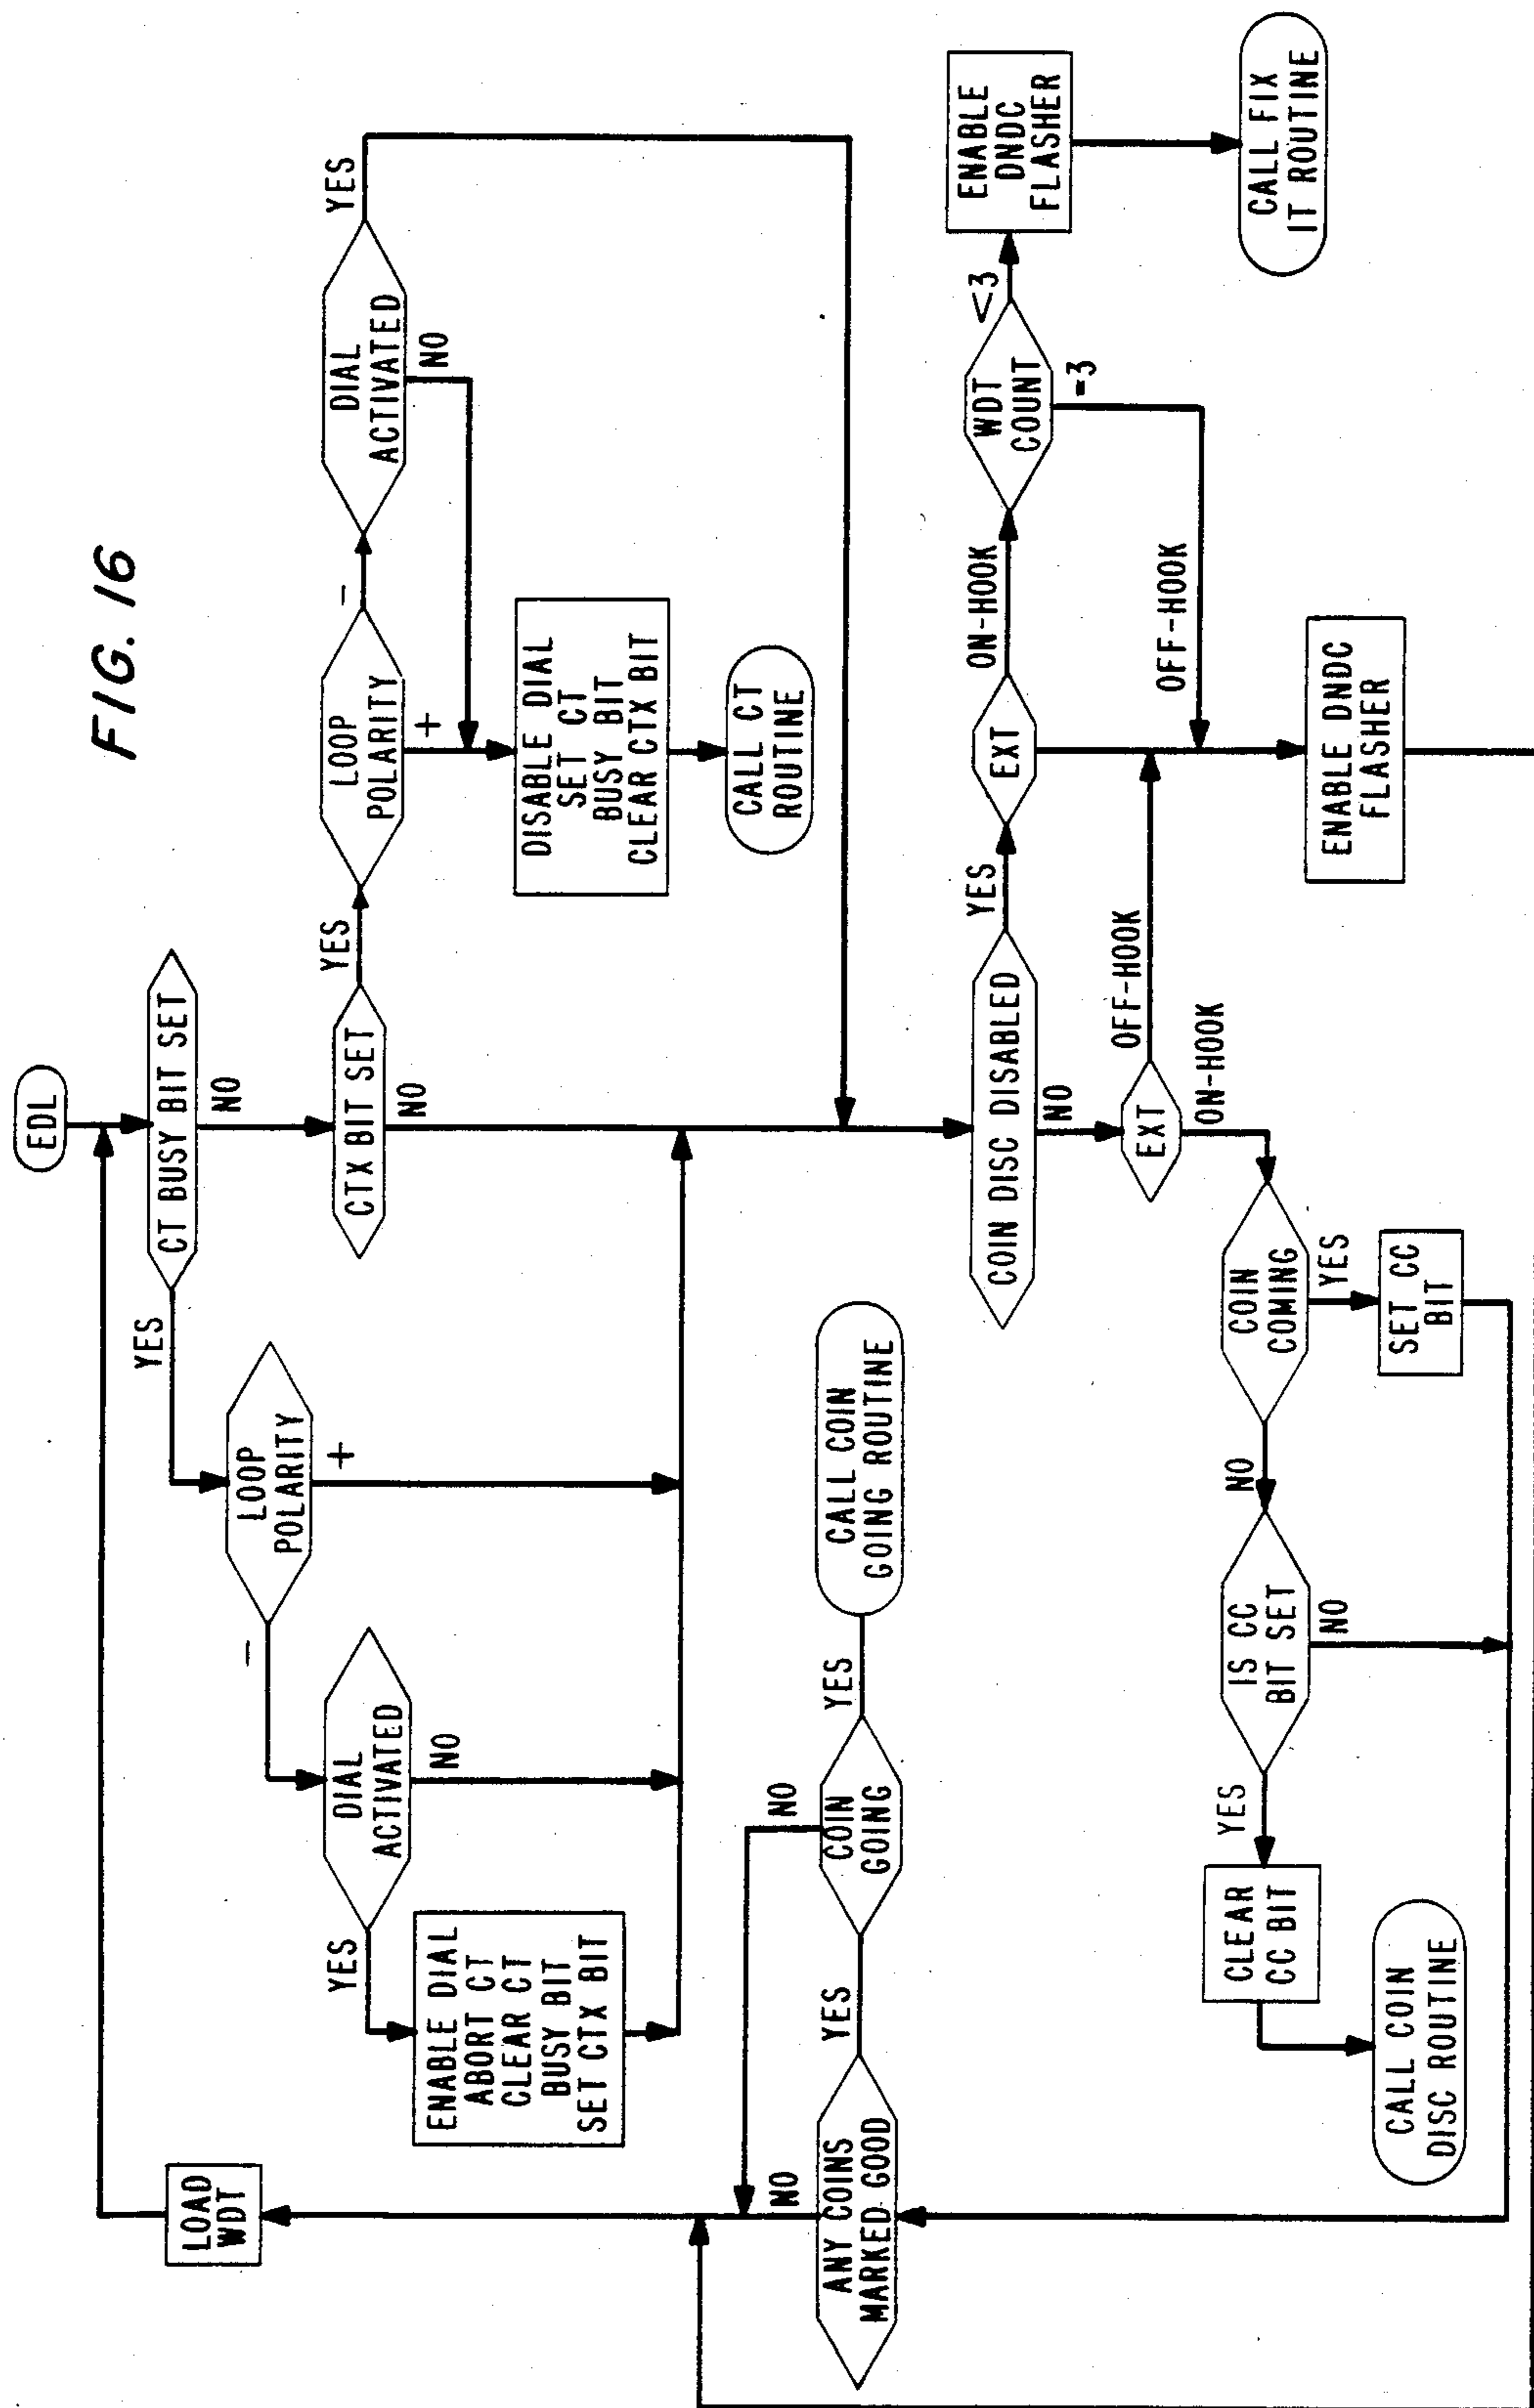 FIG. 16
EDL
CT BUSY BIT SET
YES
NO
LOOP
POLARITY
+
-
DIAL
ACTIVATED
NO
YES
ENABLE DIAL
ABORT CT
CLEAR CT
BUSY BIT
SET CTX BIT
LOAD
WDT
CTX BIT SET
YES
NO
LOOP
POLARITY
-
+
DIAL
ACTIVATED
YES
NO
DISABLE DIAL
SET CT
BUSY BIT
CLEAR CTX BIT
CALL CT
ROUTINE
ANY COINS
MARKED GOOD
NO
YES
COIN
GOING
NO
YES
CALL COIN
GOING ROUTINE
COIN DISC DISABLED
YES
NO
EXT
ON-HOOK
WDT
COUNT
<3
=3
ENABLE
DNDC
FLASHER
CALL FIX
IT ROUTINE
OFF-HOOK
EXT
OFF-HOOK
ON-HOOK
ENABLE DNDC
FLASHER
COIN
COMING
YES
NO
SET CC
BIT
IS CC
BIT SET
NO
YES
CLEAR
CC BIT
CALL COIN
DISC ROUTINE